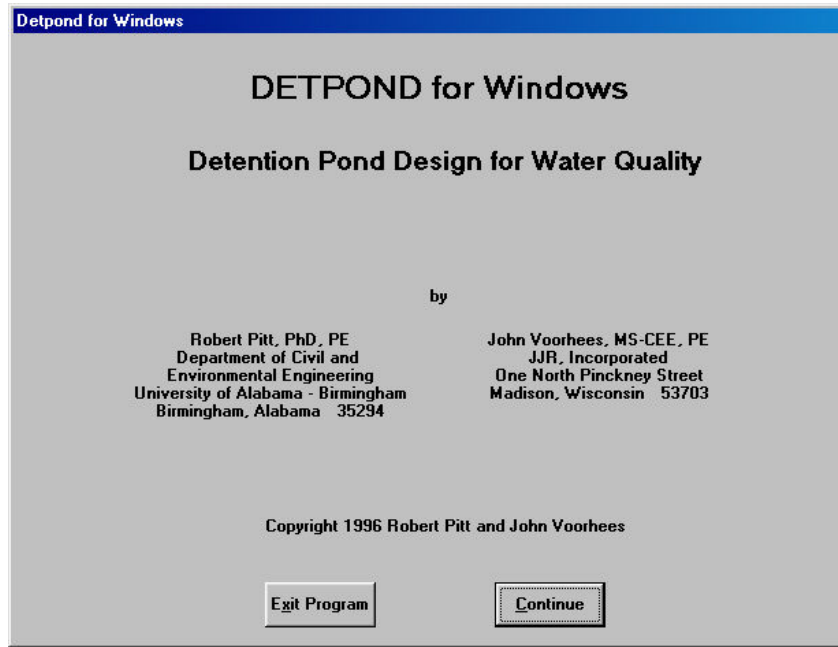 Detpond for Windows
DETPOND for Windows
Detention Pond Design for Water Quality
by
Robert Pitt, PhD, PE
Department of Civil and
Environmental Engineering
University of Alabama - Birmingham
Birmingham, Alabama 35294
John Voorhees, MS-CEE, PE
JJR, Incorporated
One North Pinckney Street
Madison, Wisconsin 53703
Copyright 1996 Robert Pitt and John Voorhees
Exit Program
Continue